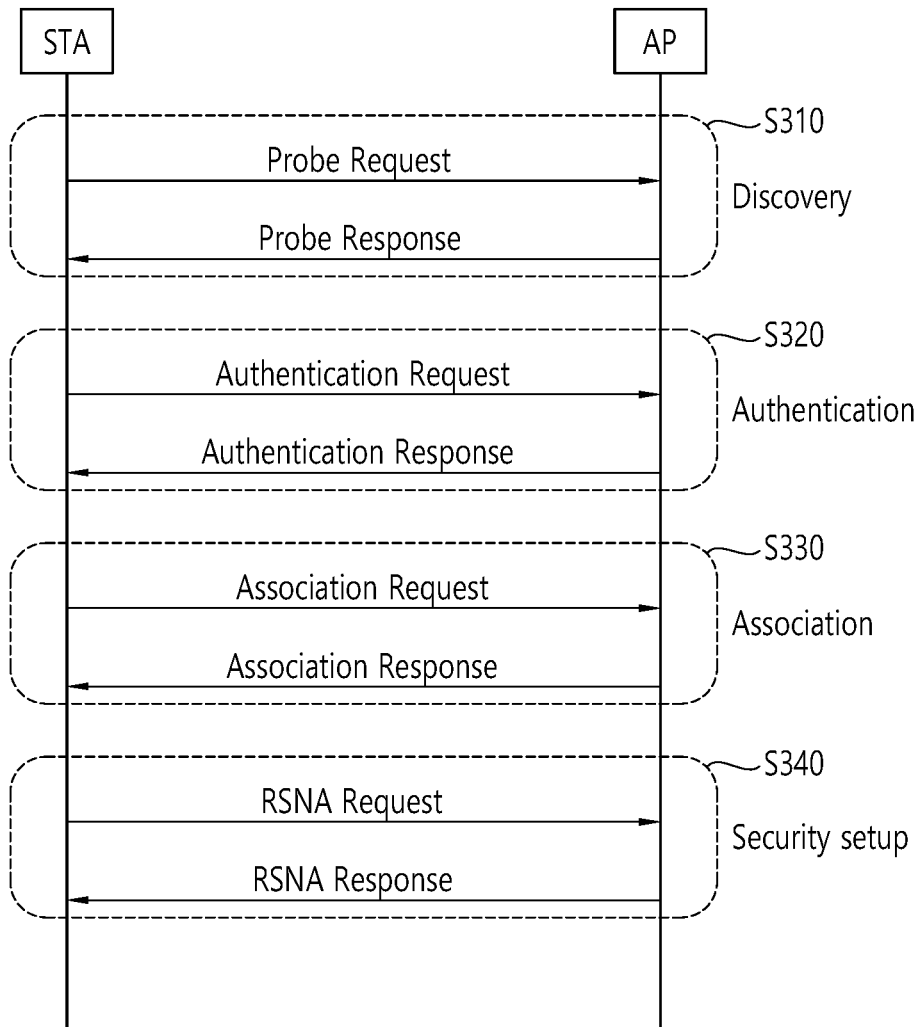 STA
AP
S310
Probe Request
Discovery
Probe Response
S320
Authentication Request
Authentication
Authentication Response
S330
Association Request
Association
Association Response
S340
RSNA Request
Security setup
RSNA Response